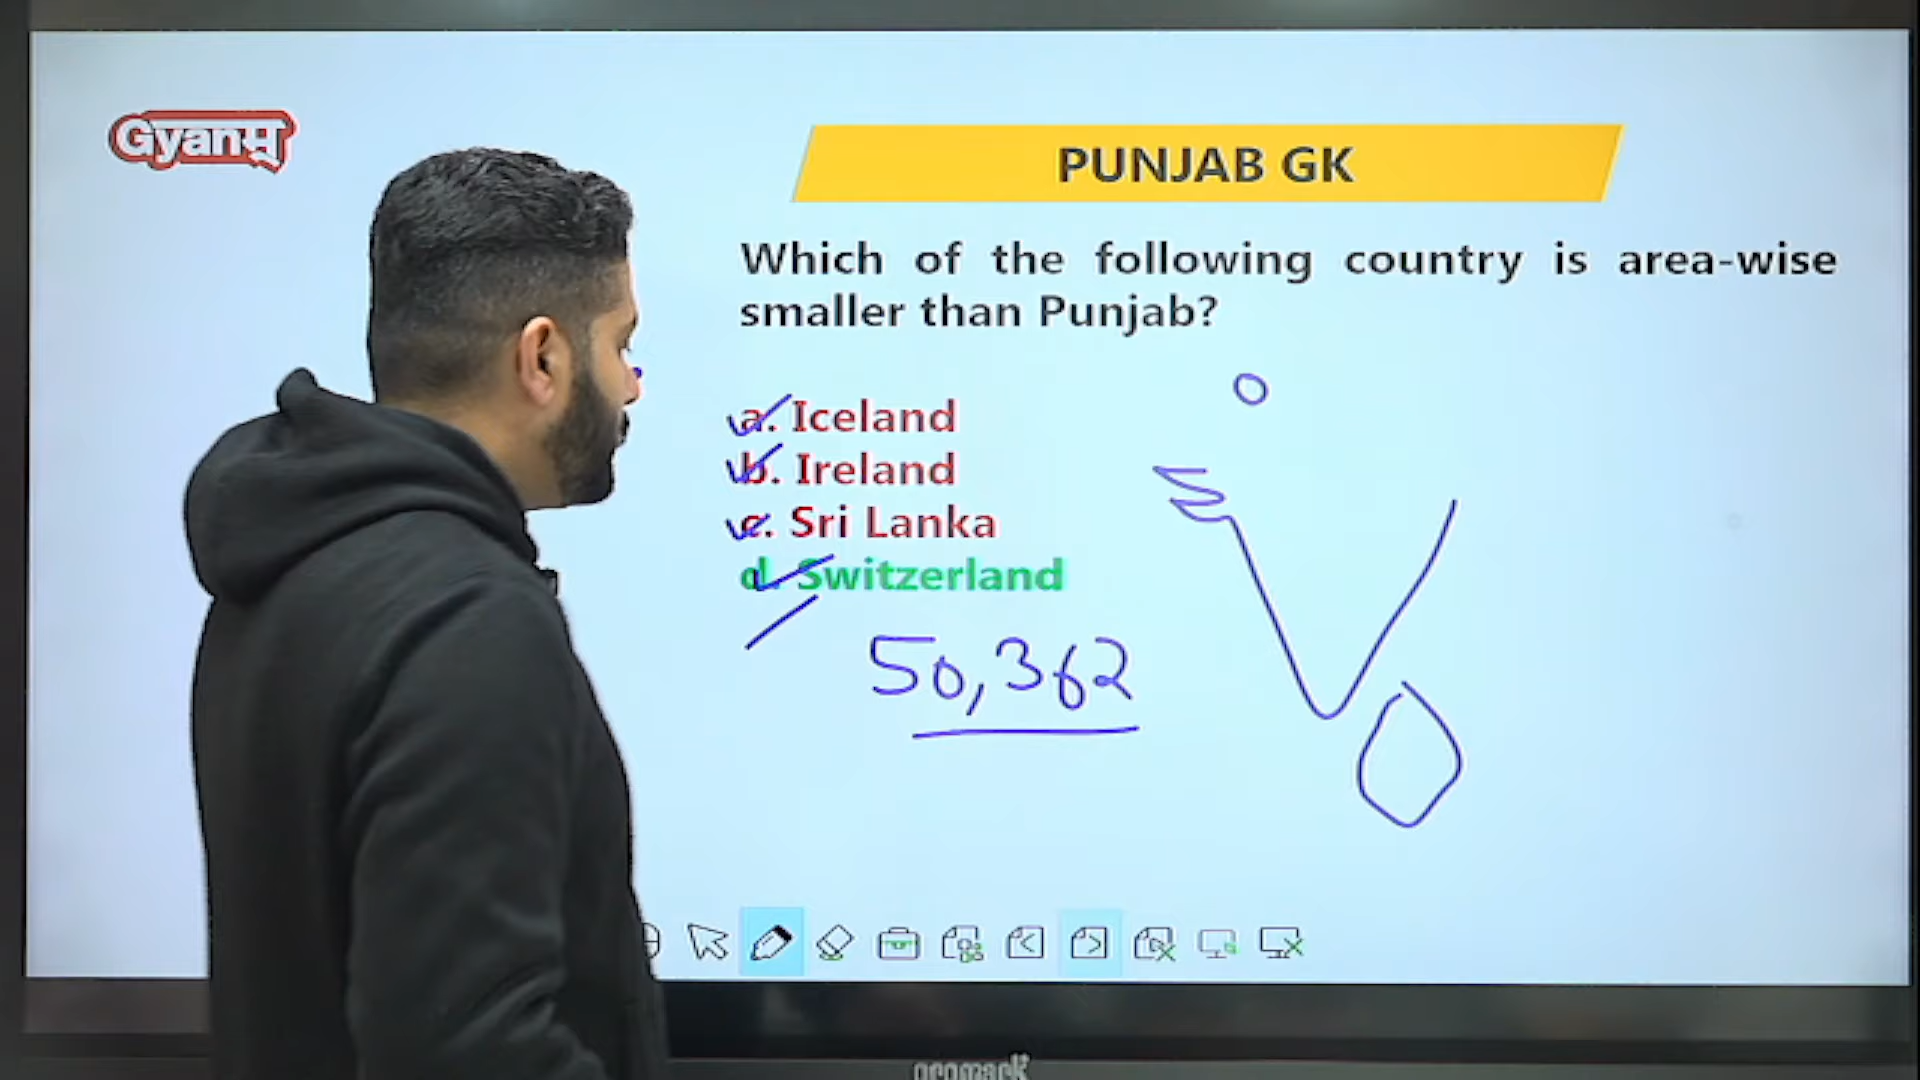 Gyanम्
PUNJAB GK
Which of the following country is area-wise
smaller than Punjab?
a. Iceland
b. Ireland
c. Sri Lanka
d. Switzerland
50,362
promark